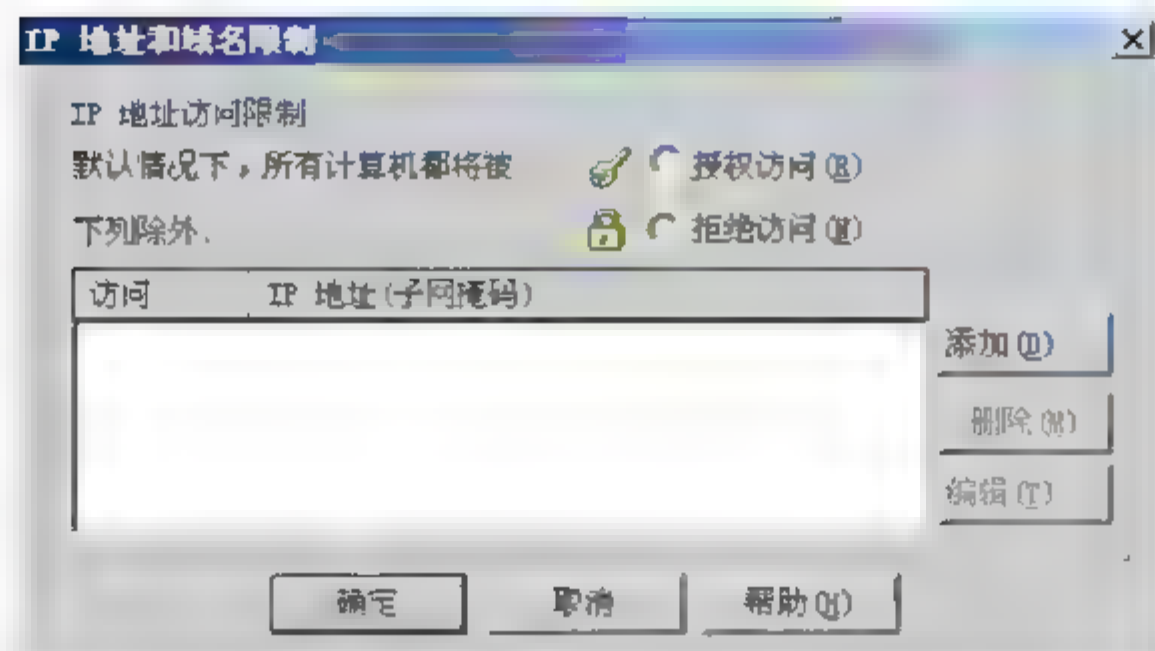 IP 地址和域名限制
IP 地址访问限制
默认情况下，所有计算机都将被 授权访问(R)
下列除外. 拒绝访问(N)
访问 IP 地址(子网掩码)
添加(D)
删除(M)
编辑(T)
确定 取消 帮助(H)